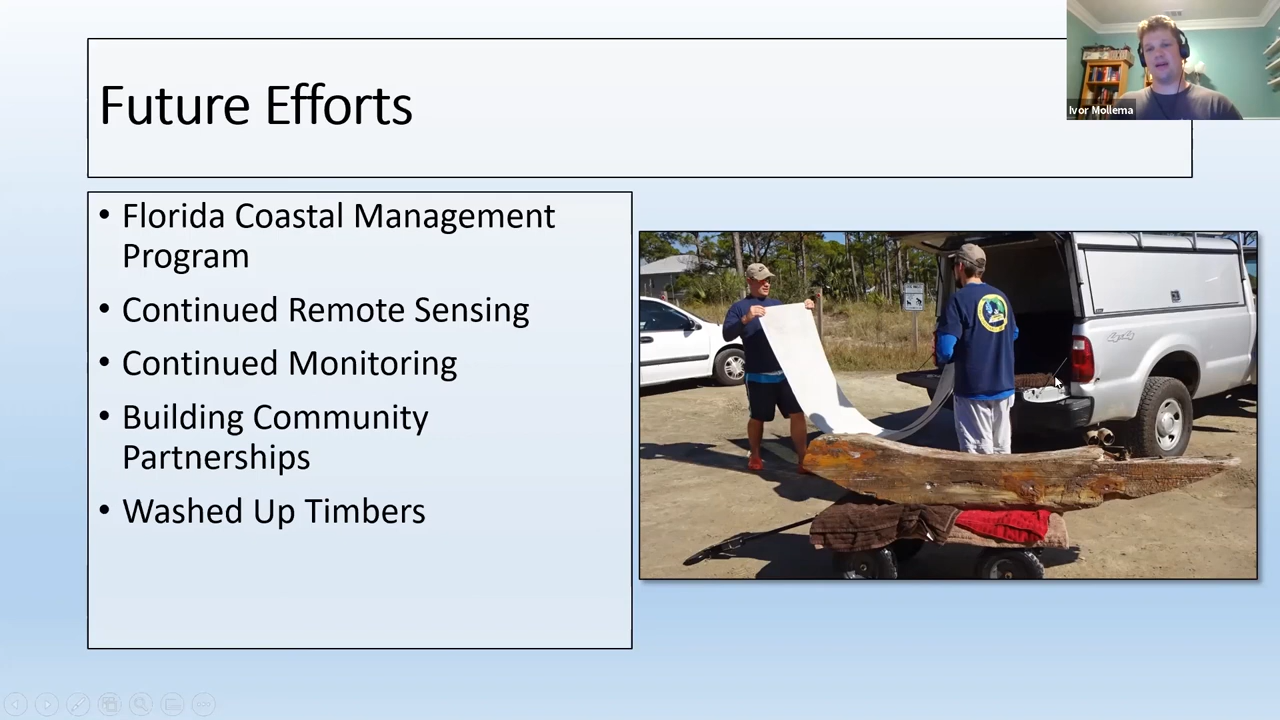 Future Efforts
Ivor Mollema
• Florida Coastal Management
Program
• Continued Remote Sensing
• Continued Monitoring
• Building Community
Partnerships
• Washed Up Timbers
4x4